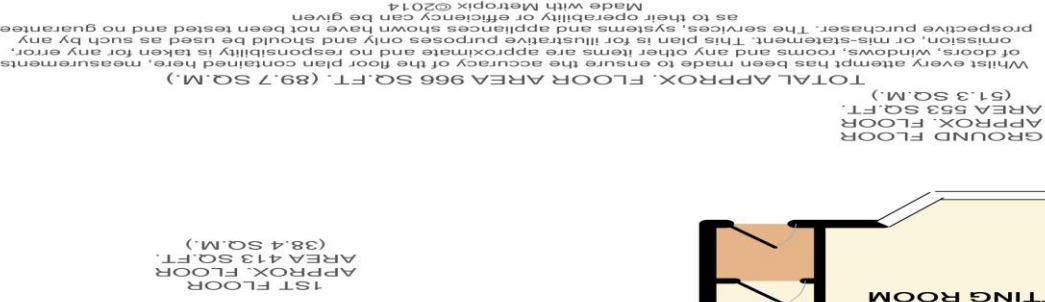 TING ROOM
1ST FLOOR
APPROX. FLOOR
AREA 413 SQ.FT.
(38.4 SQ.M.)
GROUND FLOOR
APPROX. FLOOR
AREA 553 SQ.FT.
(51.3 SQ.M.)
TOTAL APPROX. FLOOR AREA 966 SQ.FT. (89.7 SQ.M.)
Whilst every attempt has been made to ensure the accuracy of the floor plan contained here, measurements
of doors, windows, rooms and any other items are approximate and no responsibility is taken for any error,
omission, or mis-statement. This plan is for illustrative purposes only and should be used as such by any
prospective purchaser. The services, systems and appliances shown have not been tested and no guarantee
as to their operability or efficiency can be given
Made with Metropix ©2014